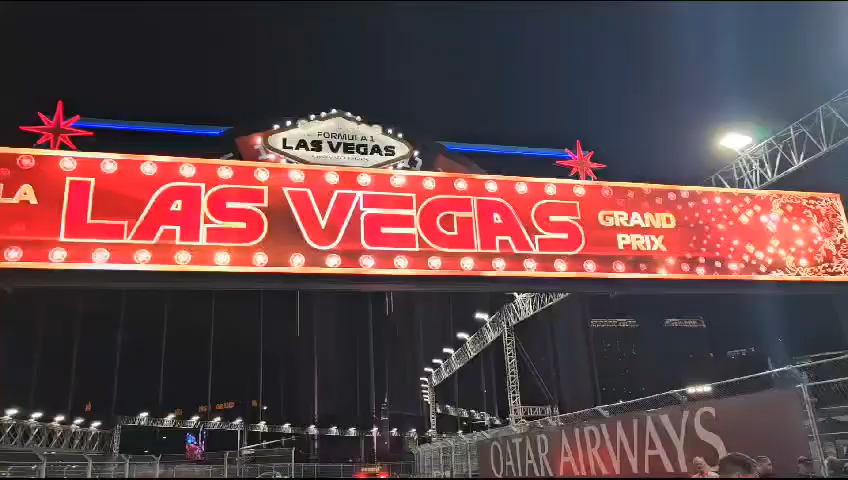 FORMULA 1
LAS VEGAS
LA
LAS VEGAS
GRAND
PRIX
QATAR AIRWAYS